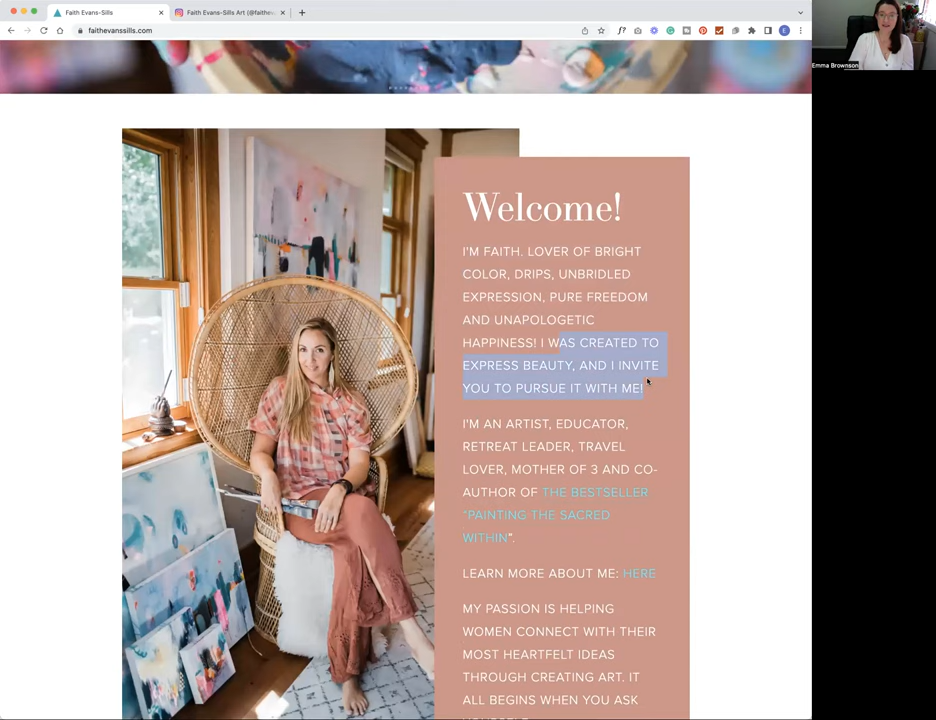 Faith Evans-Sills
Faith Evans-Sills Art (@faithev
faithevanssills.com
Emma Brownson
Welcome!
I'M FAITH. LOVER OF BRIGHT
COLOR, DRIPS, UNBRIDLED
EXPRESSION, PURE FREEDOM
AND UNAPOLOGETIC
HAPPINESS! I WAS CREATED TO
EXPRESS BEAUTY, AND I INVITE
YOU TO PURSUE IT WITH ME!
I'M AN ARTIST, EDUCATOR,
RETREAT LEADER, TRAVEL
LOVER, MOTHER OF 3 AND CO-
AUTHOR OF THE BESTSELLER
"PAINTING THE SACRED
WITHIN".
LEARN MORE ABOUT ME: HERE
MY PASSION IS HELPING
WOMEN CONNECT WITH THEIR
MOST HEARTFELT IDEAS
THROUGH CREATING ART. IT
ALL BEGINS WHEN YOU ASK